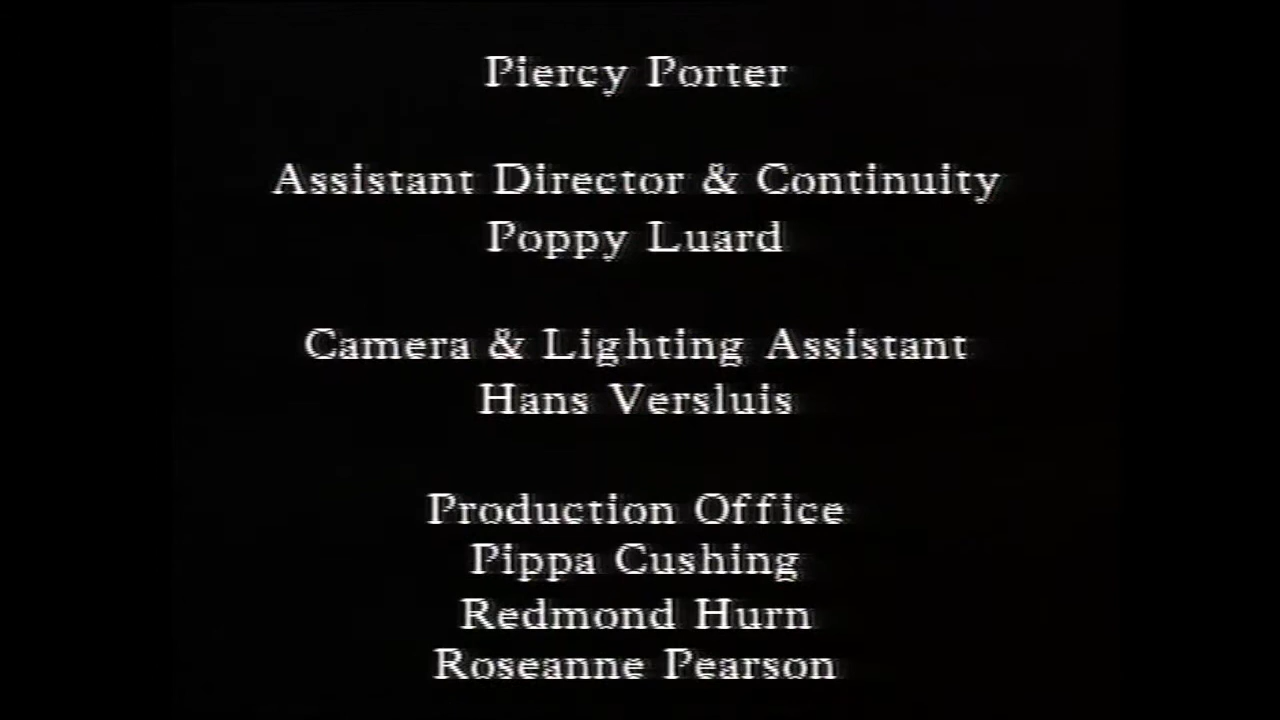 Piercy Porter
Assistant Director & Continuity
Poppy Luard
Camera & Lighting Assistant
Hans Versluis
Production Office
Pippa Cushing
Redmond Hurn
Roseanne Pearson